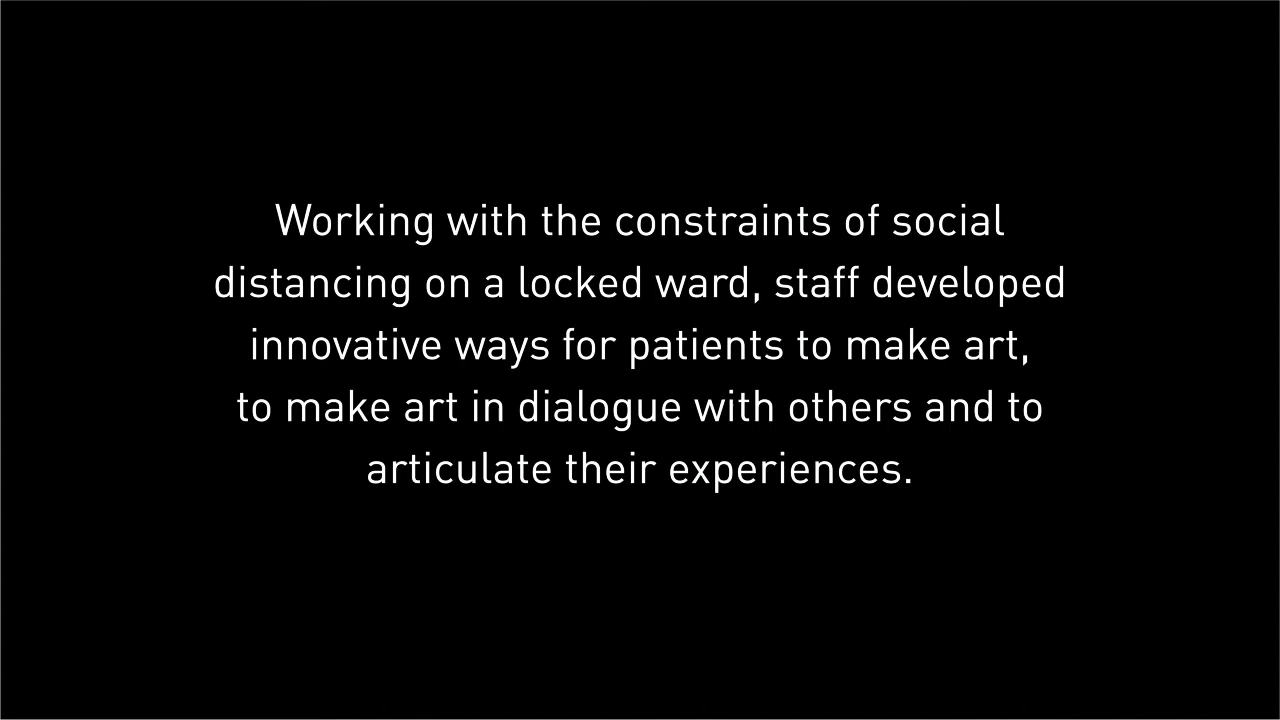 Working with the constraints of social
distancing on a locked ward, staff developed
innovative ways for patients to make art,
to make art in dialogue with others and to
articulate their experiences.